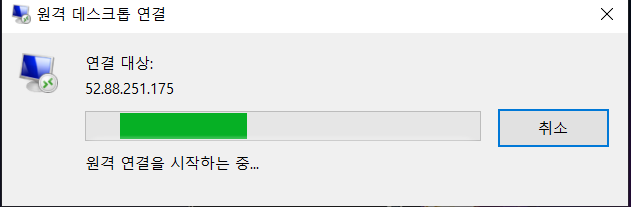 원격 데스크톱 연결
연결 대상:
52.88.251.175
취소
원격 연결을 시작하는 중...